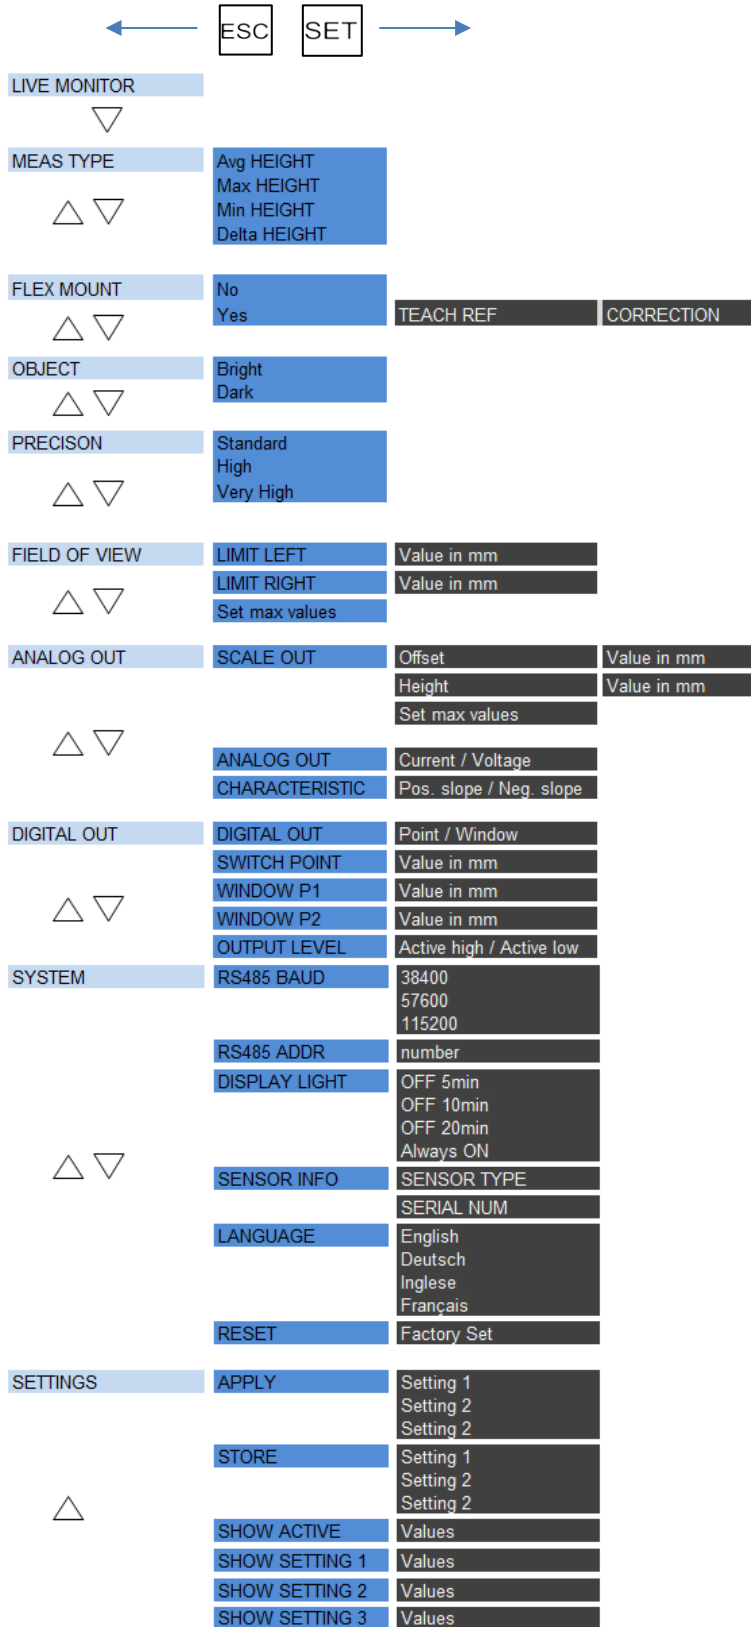 ESC SET
LIVE MONITOR
MEAS TYPE Avg HEIGHT
Max HEIGHT
Min HEIGHT
Delta HEIGHT
FLEX MOUNT No
Yes TEACH REF CORRECTION
OBJECT Bright
Dark
PRECISON Standard
High
Very High
FIELD OF VIEW LIMIT LEFT Value in mm
LIMIT RIGHT Value in mm
Set max values
ANALOG OUT SCALE OUT Offset Value in mm
Height Value in mm
Set max values
ANALOG OUT Current / Voltage
CHARACTERISTIC Pos. slope / Neg. slope
DIGITAL OUT DIGITAL OUT Point / Window
SWITCH POINT Value in mm
WINDOW P1 Value in mm
WINDOW P2 Value in mm
OUTPUT LEVEL Active high / Active low
SYSTEM RS485 BAUD 38400
57600
115200
RS485 ADDR number
DISPLAY LIGHT OFF 5min
OFF 10min
OFF 20min
Always ON
SENSOR INFO SENSOR TYPE
SERIAL NUM
LANGUAGE English
Deutsch
Inglese
Français
RESET Factory Set
SETTINGS APPLY Setting 1
Setting 2
Setting 2
STORE Setting 1
Setting 2
Setting 2
SHOW ACTIVE Values
SHOW SETTING 1 Values
SHOW SETTING 2 Values
SHOW SETTING 3 Values